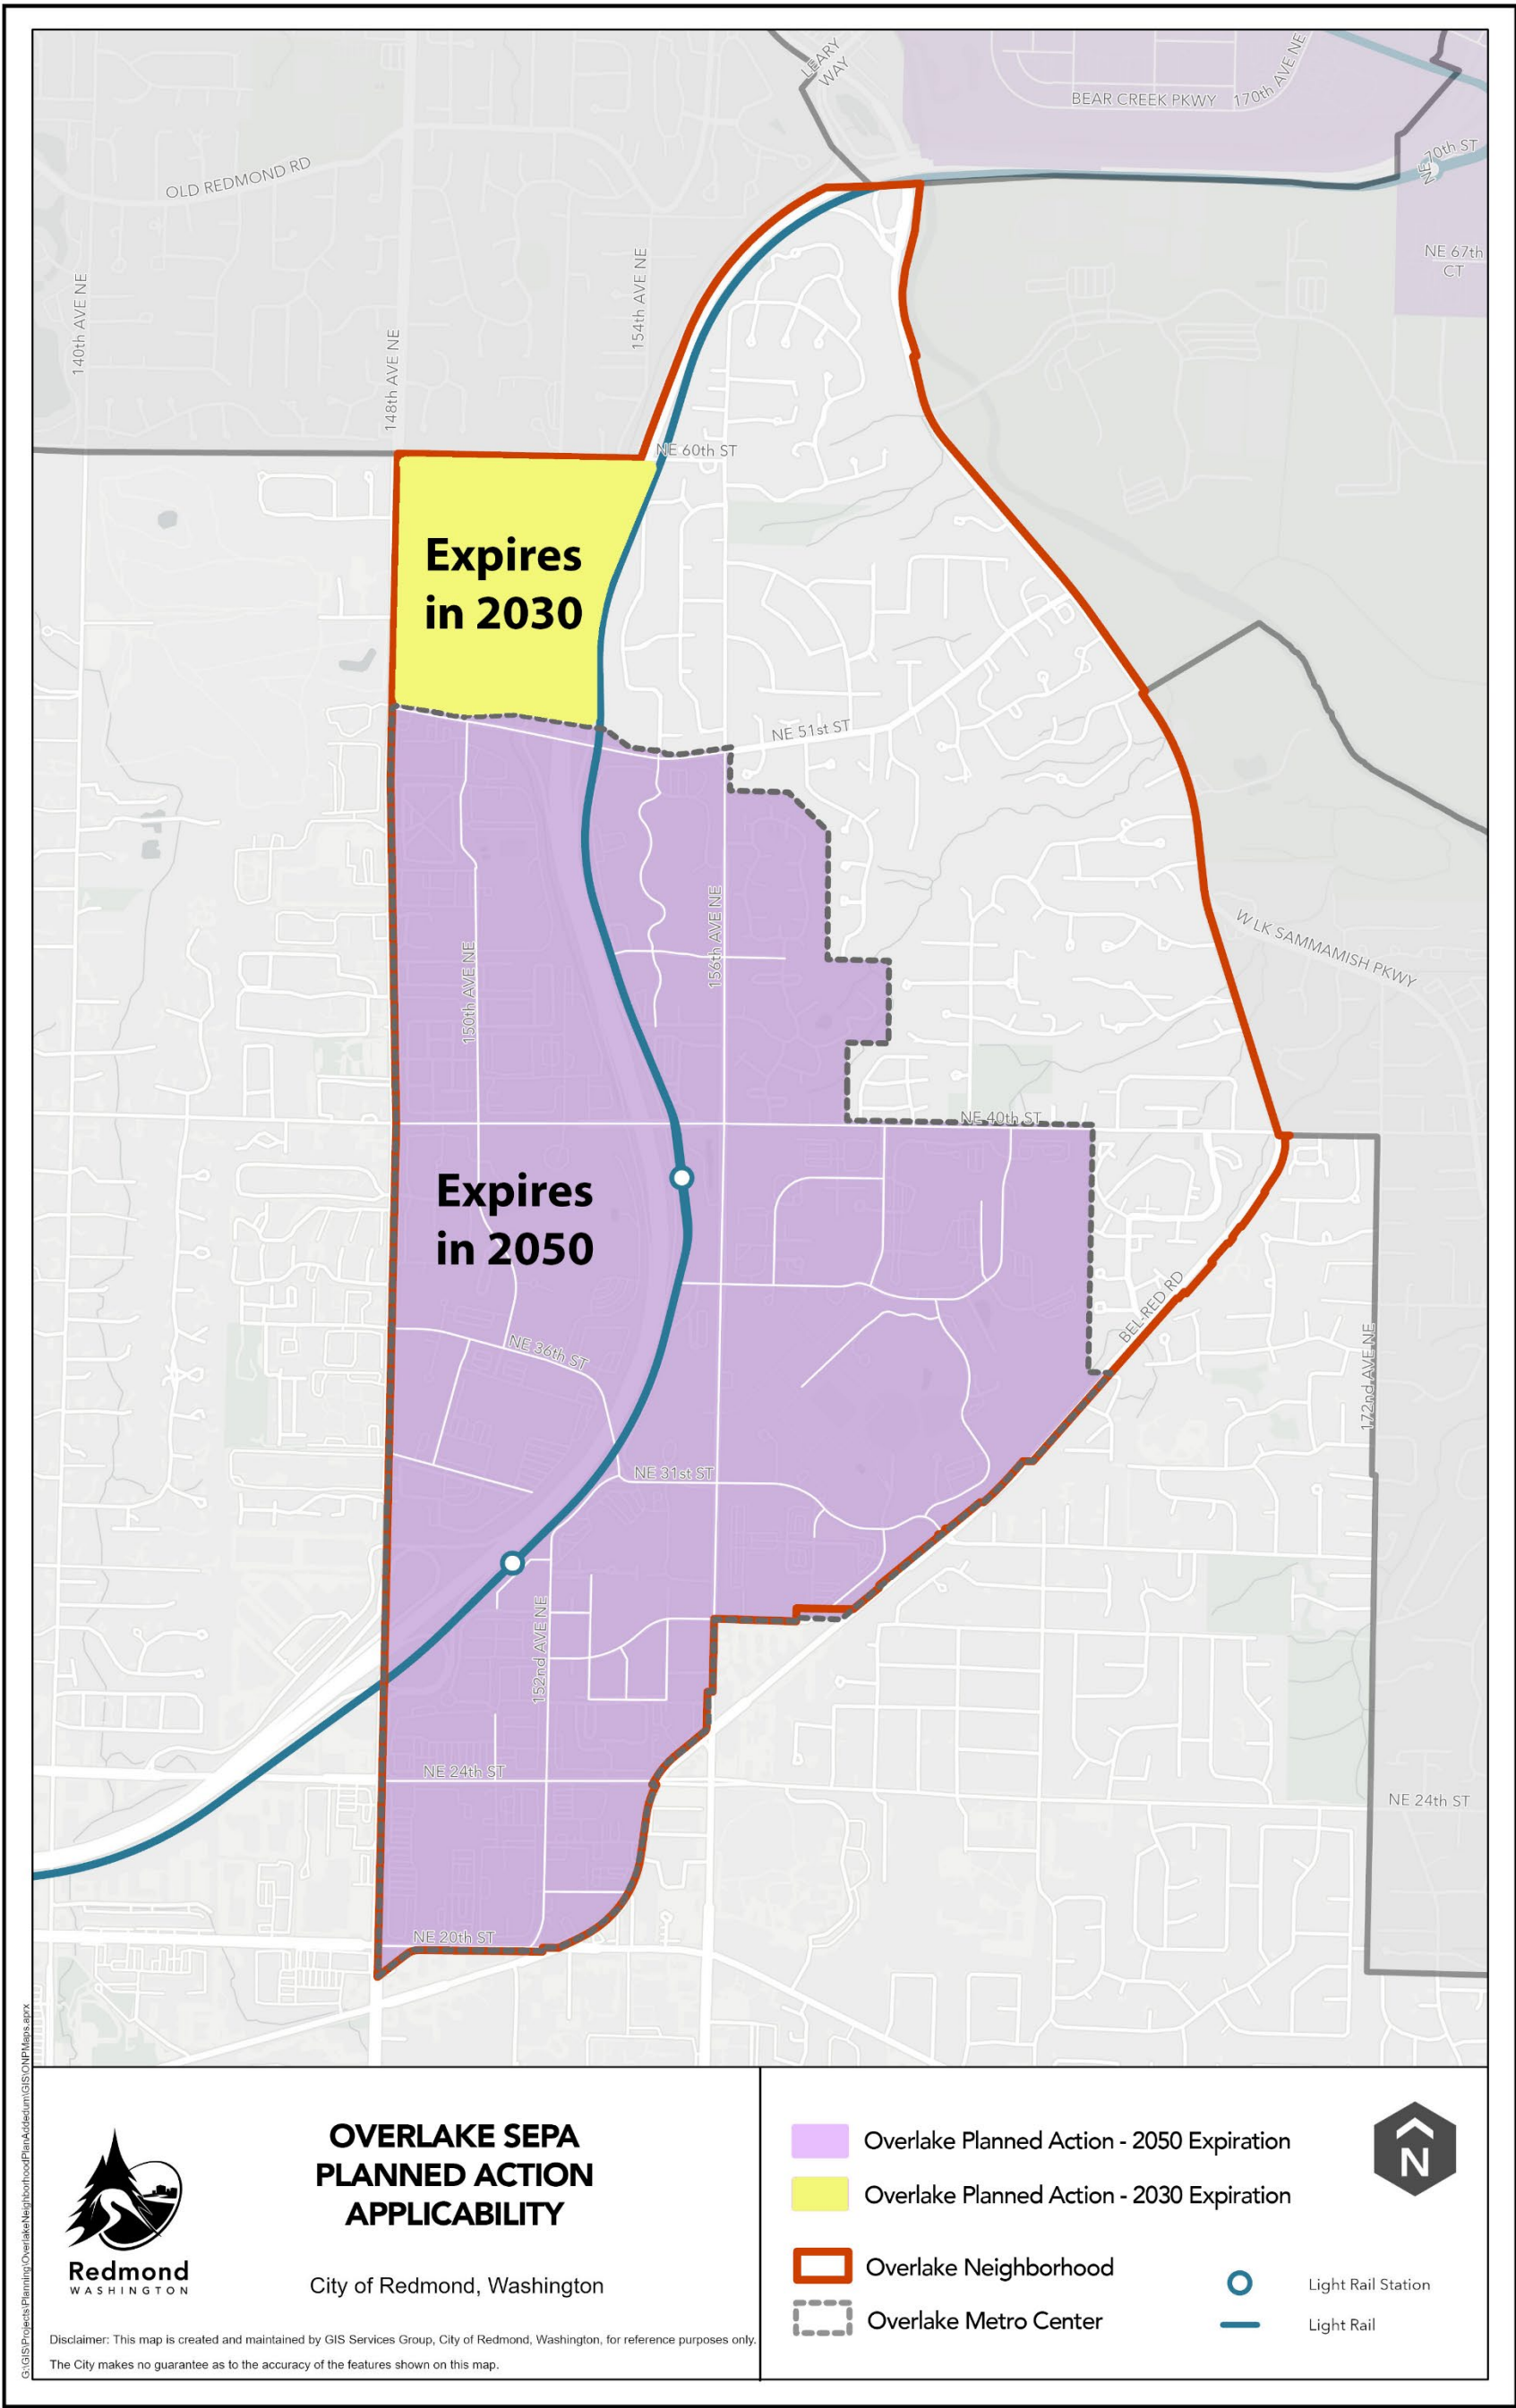 LEARY
WAY
BEAR CREEK PKWY
170th AVE NE
NE 70th ST
OLD REDMOND RD
NE 67th
CT
140th AVE NE
148th AVE NE
154th AVE NE
NE 60th ST
Expires
in 2030
NE 51st ST
156th AVE NE
150th AVE NE
W LK SAMMAMISH PKWY
NE 40th ST
Expires
in 2050
BEL-RED RD
NE 36th ST
172nd AVE NE
NE 31st ST
152nd AVE NE
NE 24th ST
NE 24th ST
NE 20th ST
G:\GIS\Projects\Planning\OverlakeNeighborhoodPlanAddedum\GIS\ONPMaps.aprx
Redmond
WASHINGTON
OVERLAKE SEPA
PLANNED ACTION
APPLICABILITY
City of Redmond, Washington
Disclaimer: This map is created and maintained by GIS Services Group, City of Redmond, Washington, for reference purposes only.
The City makes no guarantee as to the accuracy of the features shown on this map.
Overlake Planned Action - 2050 Expiration
Overlake Planned Action - 2030 Expiration
Overlake Neighborhood
Overlake Metro Center
Light Rail Station
Light Rail
N